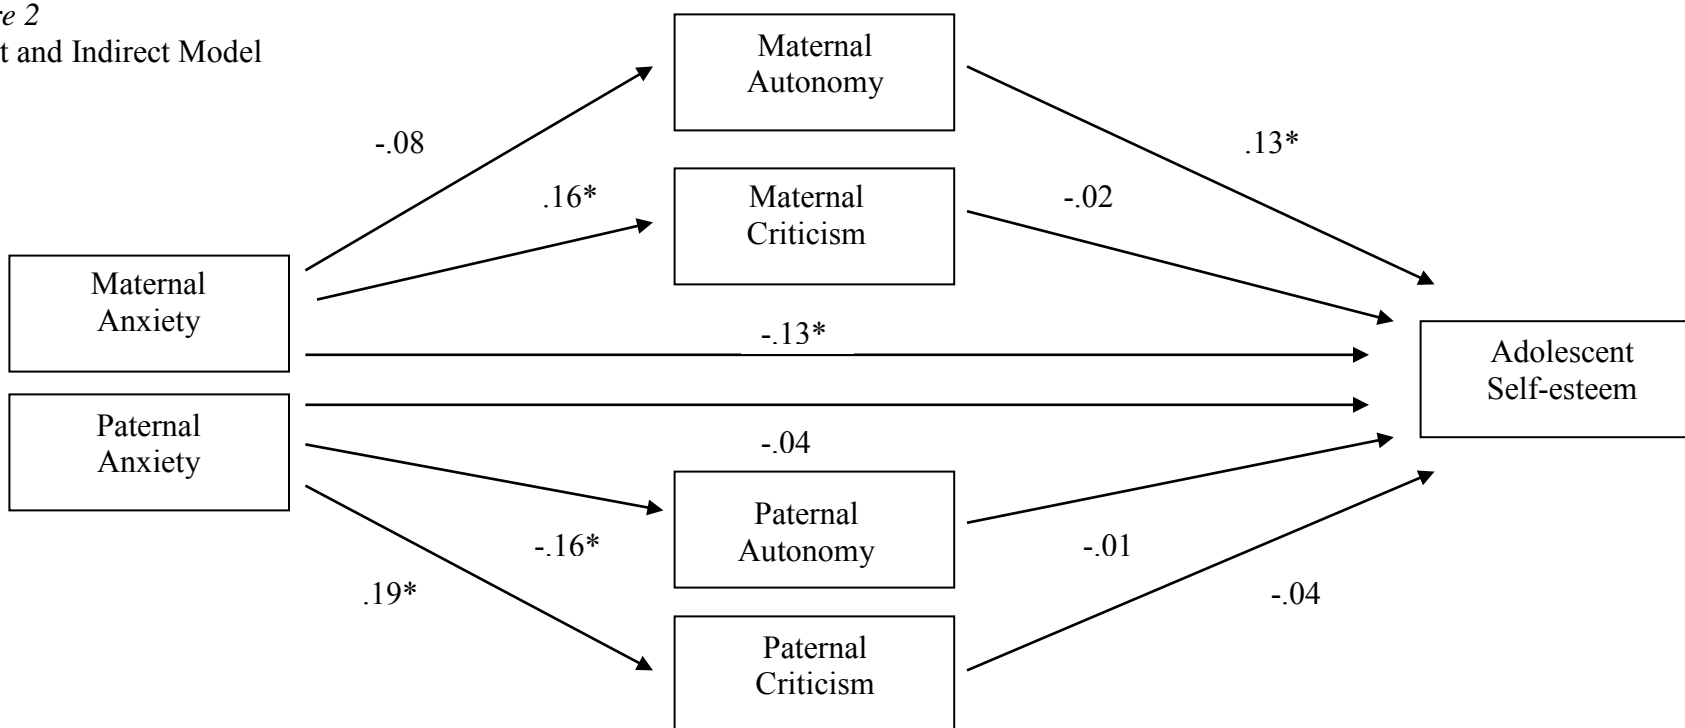 re 2
t and Indirect Model
Maternal
Autonomy
-.08
.13*
.16*
Maternal
Criticism
-.02
Maternal
Anxiety
-.13*
Adolescent
Self-esteem
Paternal
Anxiety
-.04
Paternal
Autonomy
-.16*
-.01
.19*
-.04
Paternal
Criticism